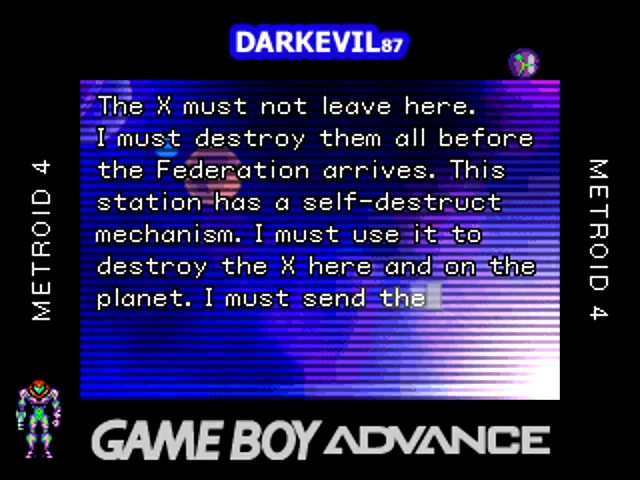 DARKEVIL87
The X must not leave here.
I must destroy them all before
the Federation arrives. This
station has a self-destruct
mechanism. I must use it to
destroy the X here and on the
planet. I must send the
METROID 4
METROID 4
GAME BOY ADVANCE